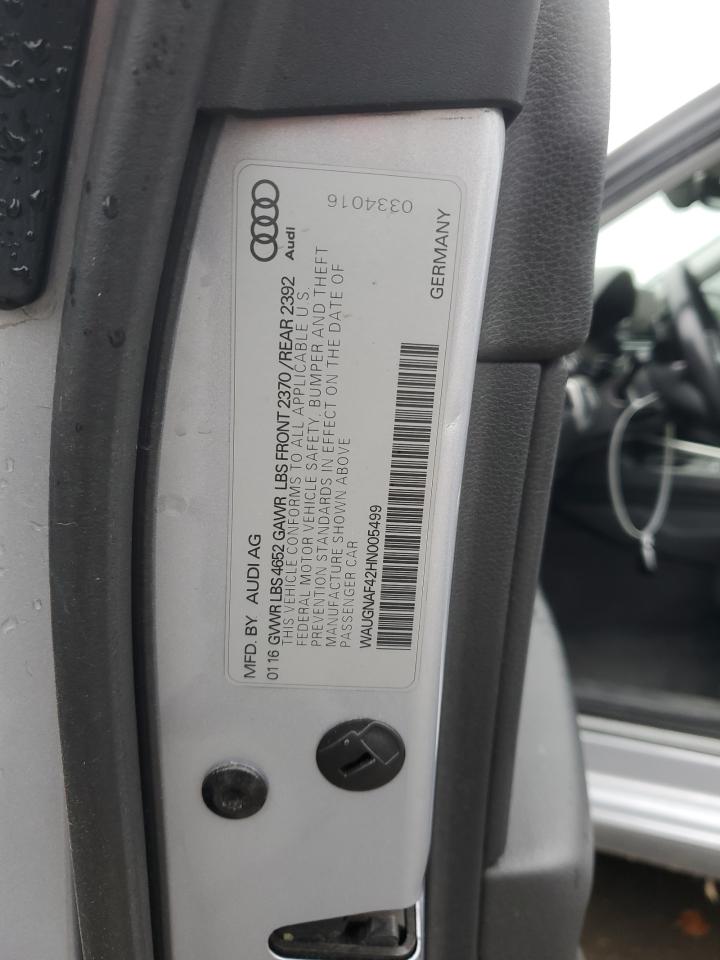 Audi
0334016
MFD. BY AUDI AG
0116 GVWR LBS 4652 GAWR LBS FRONT 2370 / REAR 2392
THIS VEHICLE CONFORMS TO ALL APPLICABLE U S.
FEDERAL MOTOR VEHICLE SAFETY, BUMPER AND THEFT
PREVENTION STANDARDS IN EFFECT ON THE DATE OF
MANUFACTURE SHOWN ABOVE
PASSENGER CAR
WAUGNAF42HN005499
GERMANY